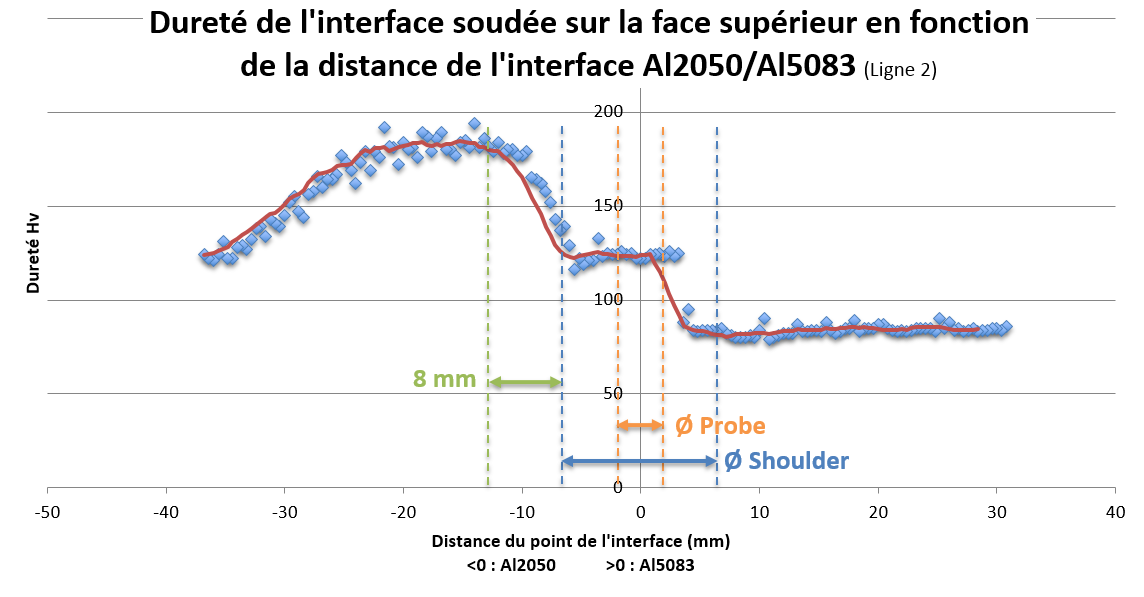 Dureté de l'interface soudée sur la face supérieur en fonction
de la distance de l'interface Al2050/Al5083 (Ligne 2)
200
150
100
50
0
Dureté Hv
8 mm
Ø Probe
Ø Shoulder
-50 -40 -30 -20 -10 0 10 20 30 40
Distance du point de l'interface (mm)
<0 : Al2050 >0 : Al5083